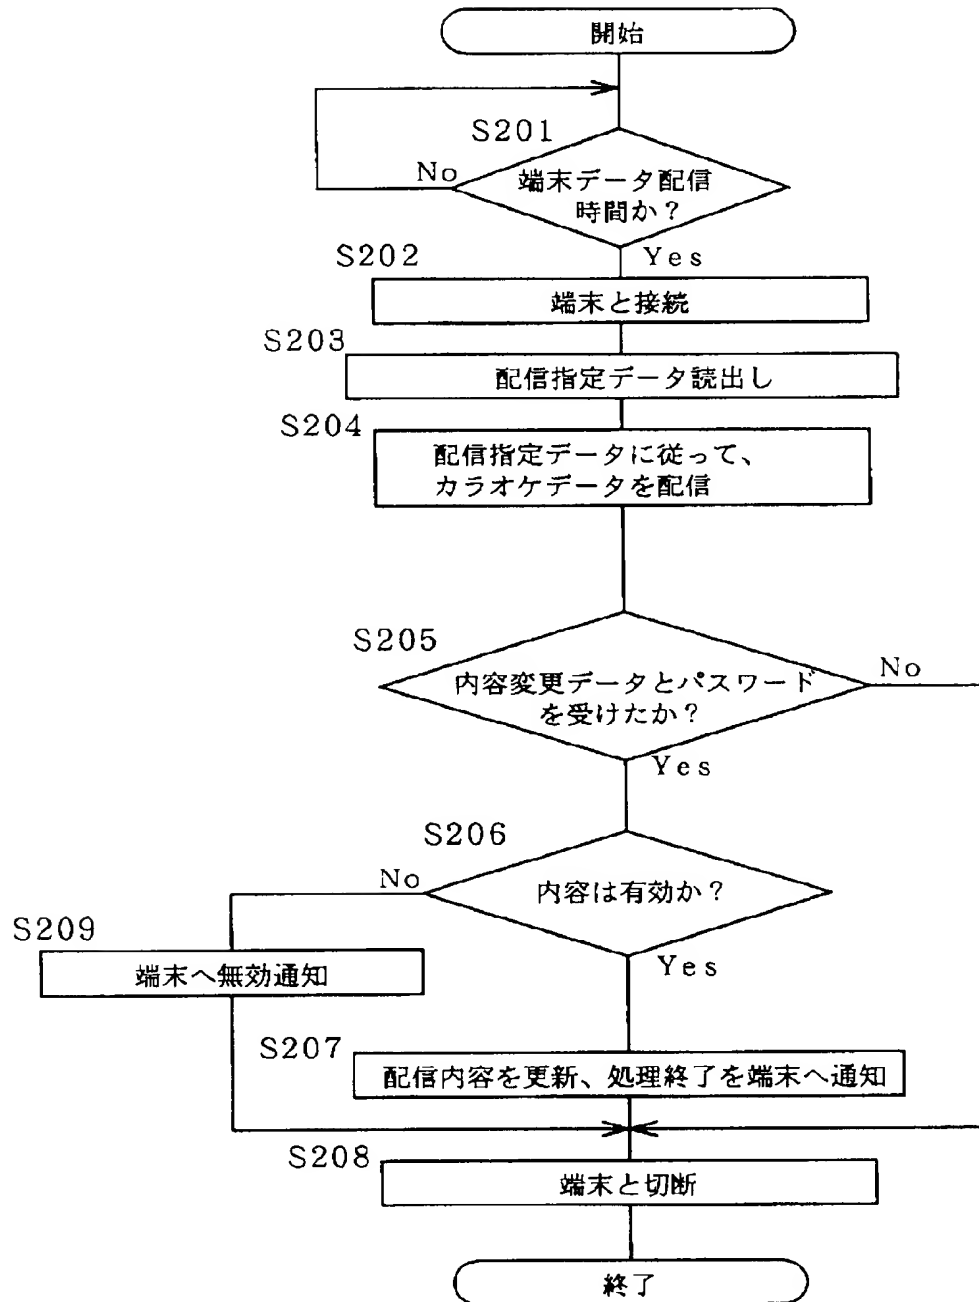 開始
S201
No
端末データ配信
時間か？
Yes
S202
端末と接続
S203
配信指定データ読出し
S204
配信指定データに従って、
カラオケデータを配信
S205
内容変更データとパスワード
を受けたか？
No
Yes
S206
No
内容は有効か？
Yes
S209
端末へ無効通知
S207
配信内容を更新、処理終了を端末へ通知
S208
端末と切断
終了